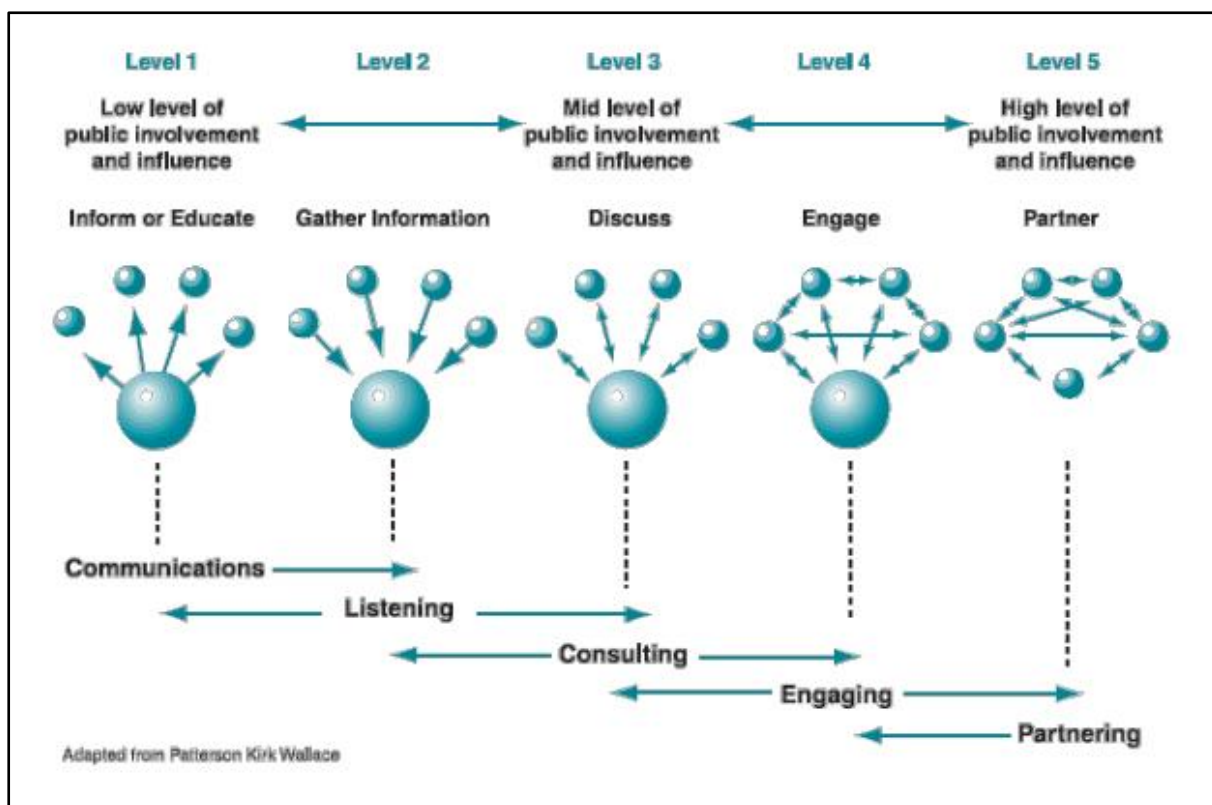 Level 1
Level 2
Level 3
Level 4
Level 5
Low level of
public involvement
and influence
Mid level of
public involvement
and influence
High level of
public involvement
and influence
Inform or Educate
Gather Information
Discuss
Engage
Partner
Communications
Listening
Consulting
Engaging
Partnering
Adapted from Patterson Kirk Wallace